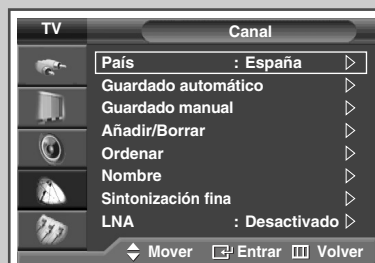 TV
Canal
País : España
Guardado automático
Guardado manual
Añadir/Borrar
Ordenar
Nombre
Sintonización fina
LNA : Desactivado
Mover Entrar Volver